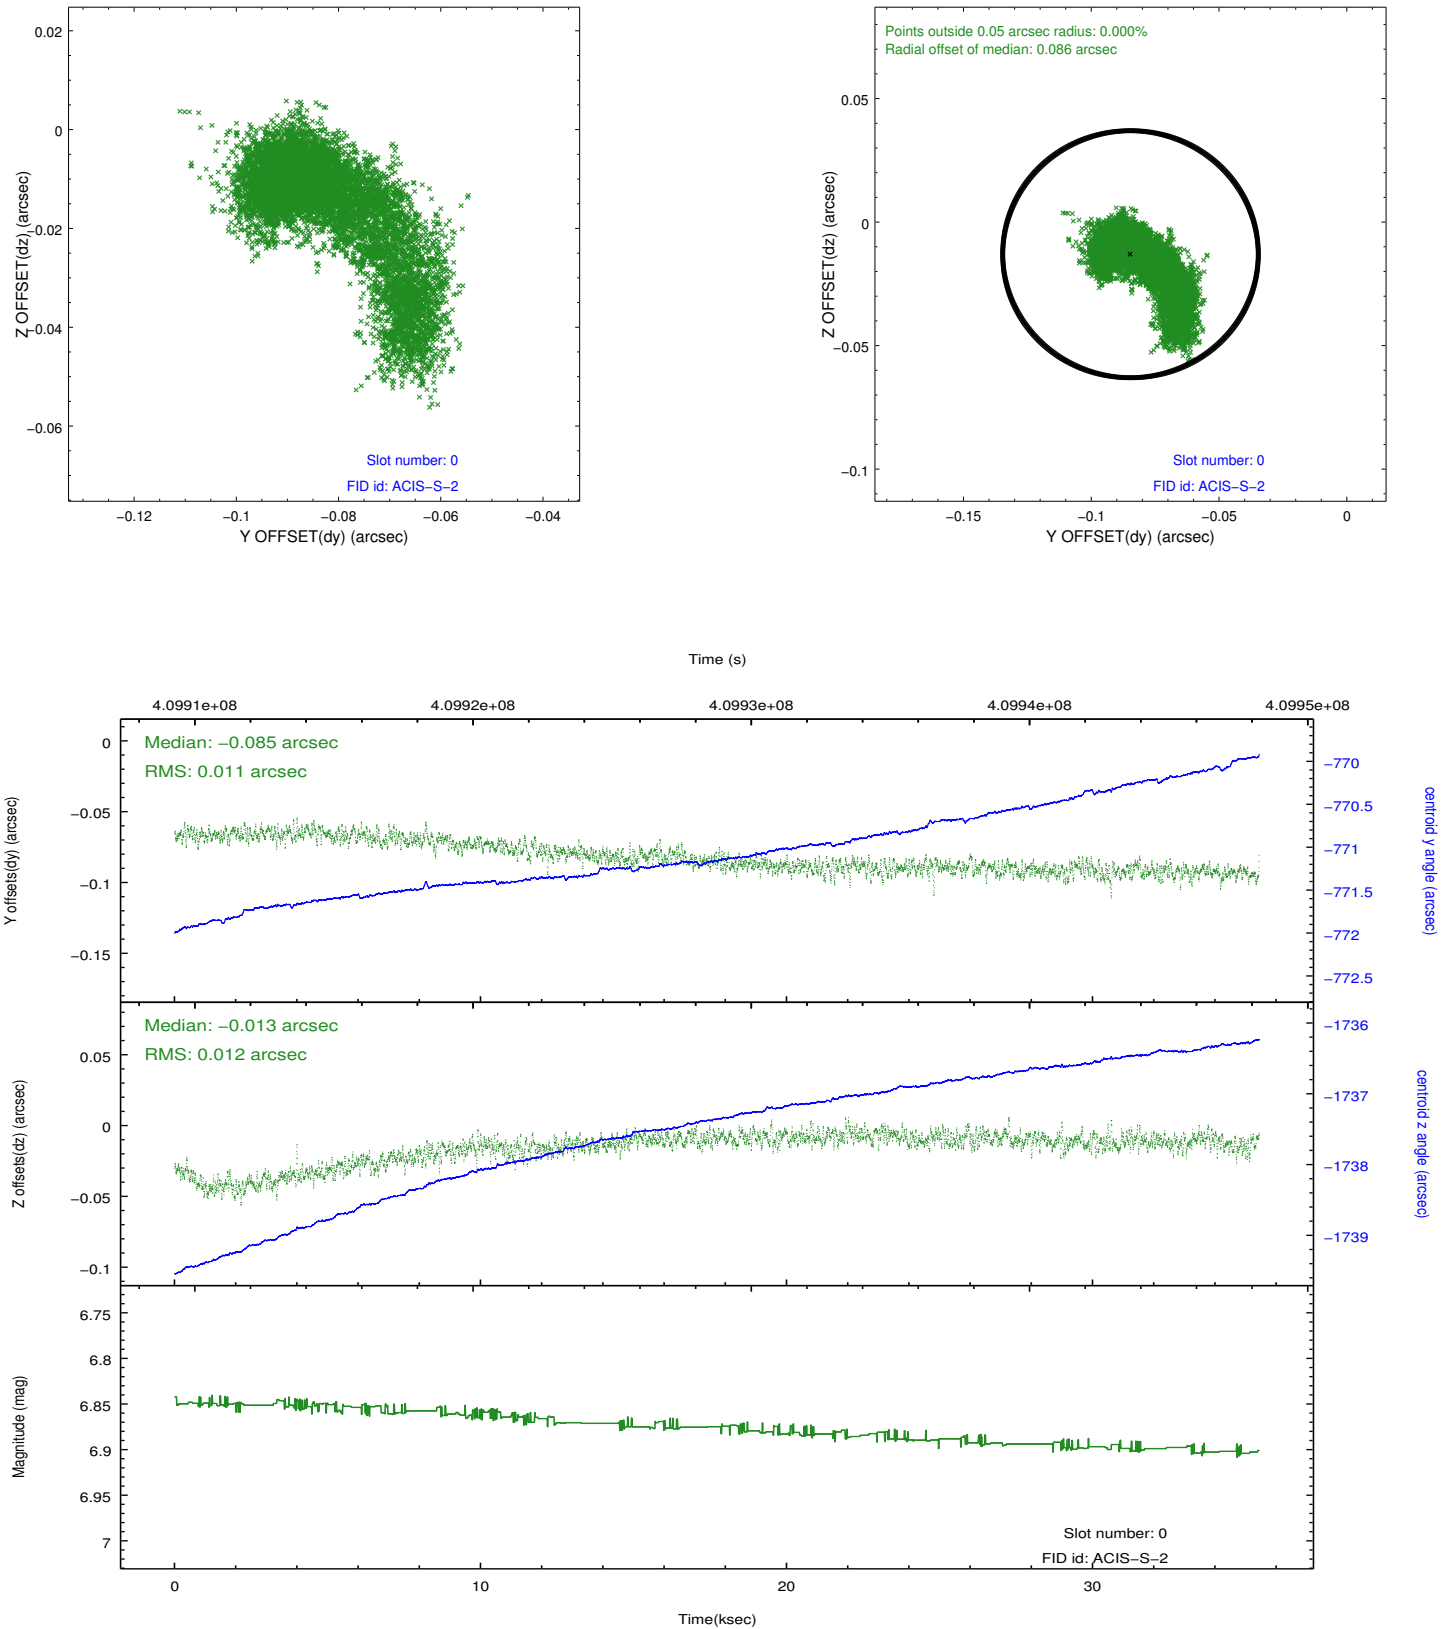 0.02
0
−0.02
−0.04
−0.06
Z OFFSET(dz) (arcsec)
Slot number: 0
FID id: ACIS−S−2
−0.12
−0.1
−0.08
−0.06
−0.04
Y OFFSET(dy) (arcsec)
Points outside 0.05 arcsec radius: 0.000%
Radial offset of median: 0.086 arcsec
0.05
0
−0.05
−0.1
Z OFFSET(dz) (arcsec)
Slot number: 0
FID id: ACIS−S−2
−0.15
−0.1
−0.05
0
Y OFFSET(dy) (arcsec)
Time (s)
4.0991e+08
4.0992e+08
4.0993e+08
4.0994e+08
4.0995e+08
Median: −0.085 arcsec
RMS: 0.011 arcsec
0
−0.05
−0.1
−0.15
Y offsets(dy) (arcsec)
−770
−770.5
−771
−771.5
−772
−772.5
centroid y angle (arcsec)
Median: −0.013 arcsec
RMS: 0.012 arcsec
0.05
0
−0.05
−0.1
Z offsets(dz) (arcsec)
−1736
−1737
−1738
−1739
centroid z angle (arcsec)
6.75
6.8
6.85
6.9
6.95
7
Magnitude (mag)
Slot number: 0
FID id: ACIS−S−2
0
10
20
30
Time(ksec)